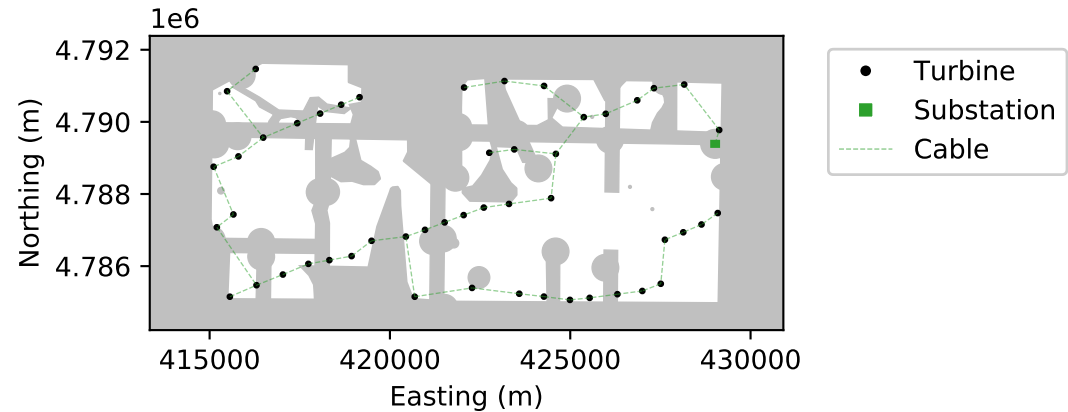 1e6
4.792
4.790
4.788
4.786
Northing (m)
415000 420000 425000 430000
Easting (m)
Turbine
Substation
Cable